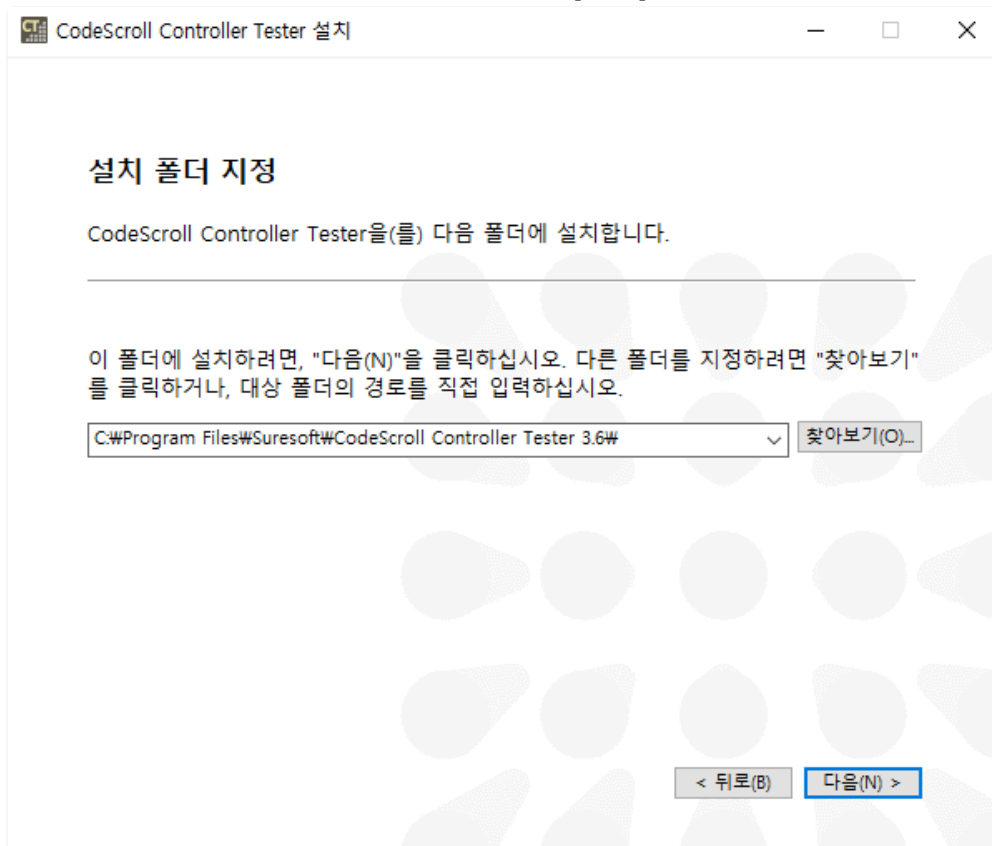 CT
CodeScroll Controller Tester 설치
설치 폴더 지정
CodeScroll Controller Tester을(를) 다음 폴더에 설치합니다.
이 폴더에 설치하려면, "다음(N)"을 클릭하십시오. 다른 폴더를 지정하려면 "찾아보기"
를 클릭하거나, 대상 폴더의 경로를 직접 입력하십시오.
C:₩Program Files₩Suresoft₩CodeScroll Controller Tester 3.6₩
찾아보기(O)...
< 뒤로(B)
다음(N) >